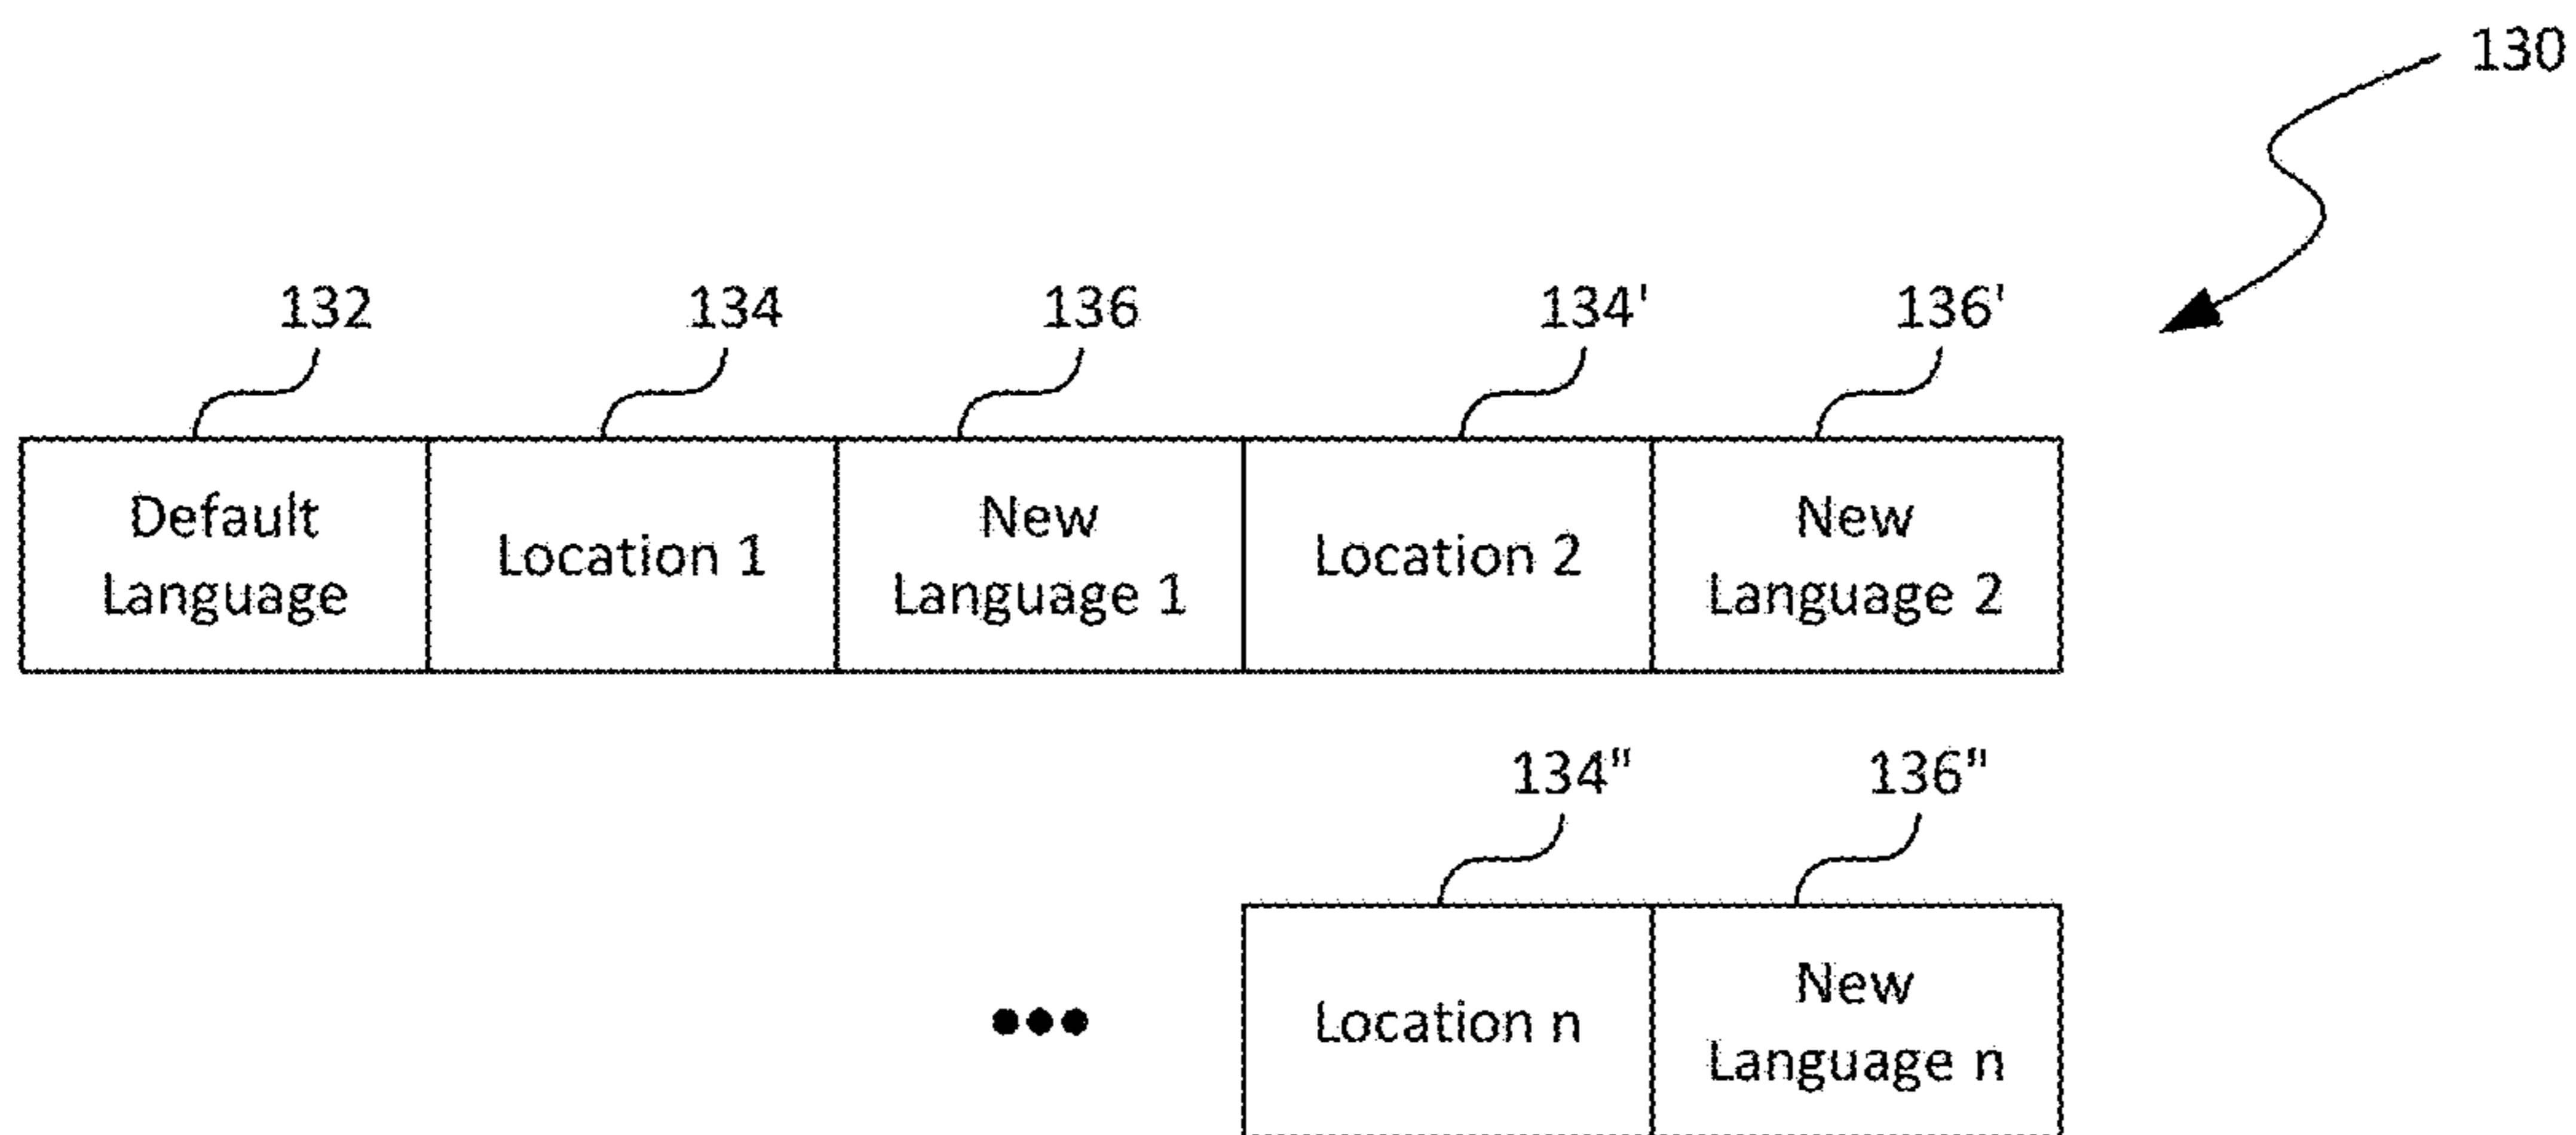 130
132
134
136
134'
136'
Default
Language
Location 1
New
Language 1
Location 2
New
Language 2
134"
136"
Location n
New
Language n